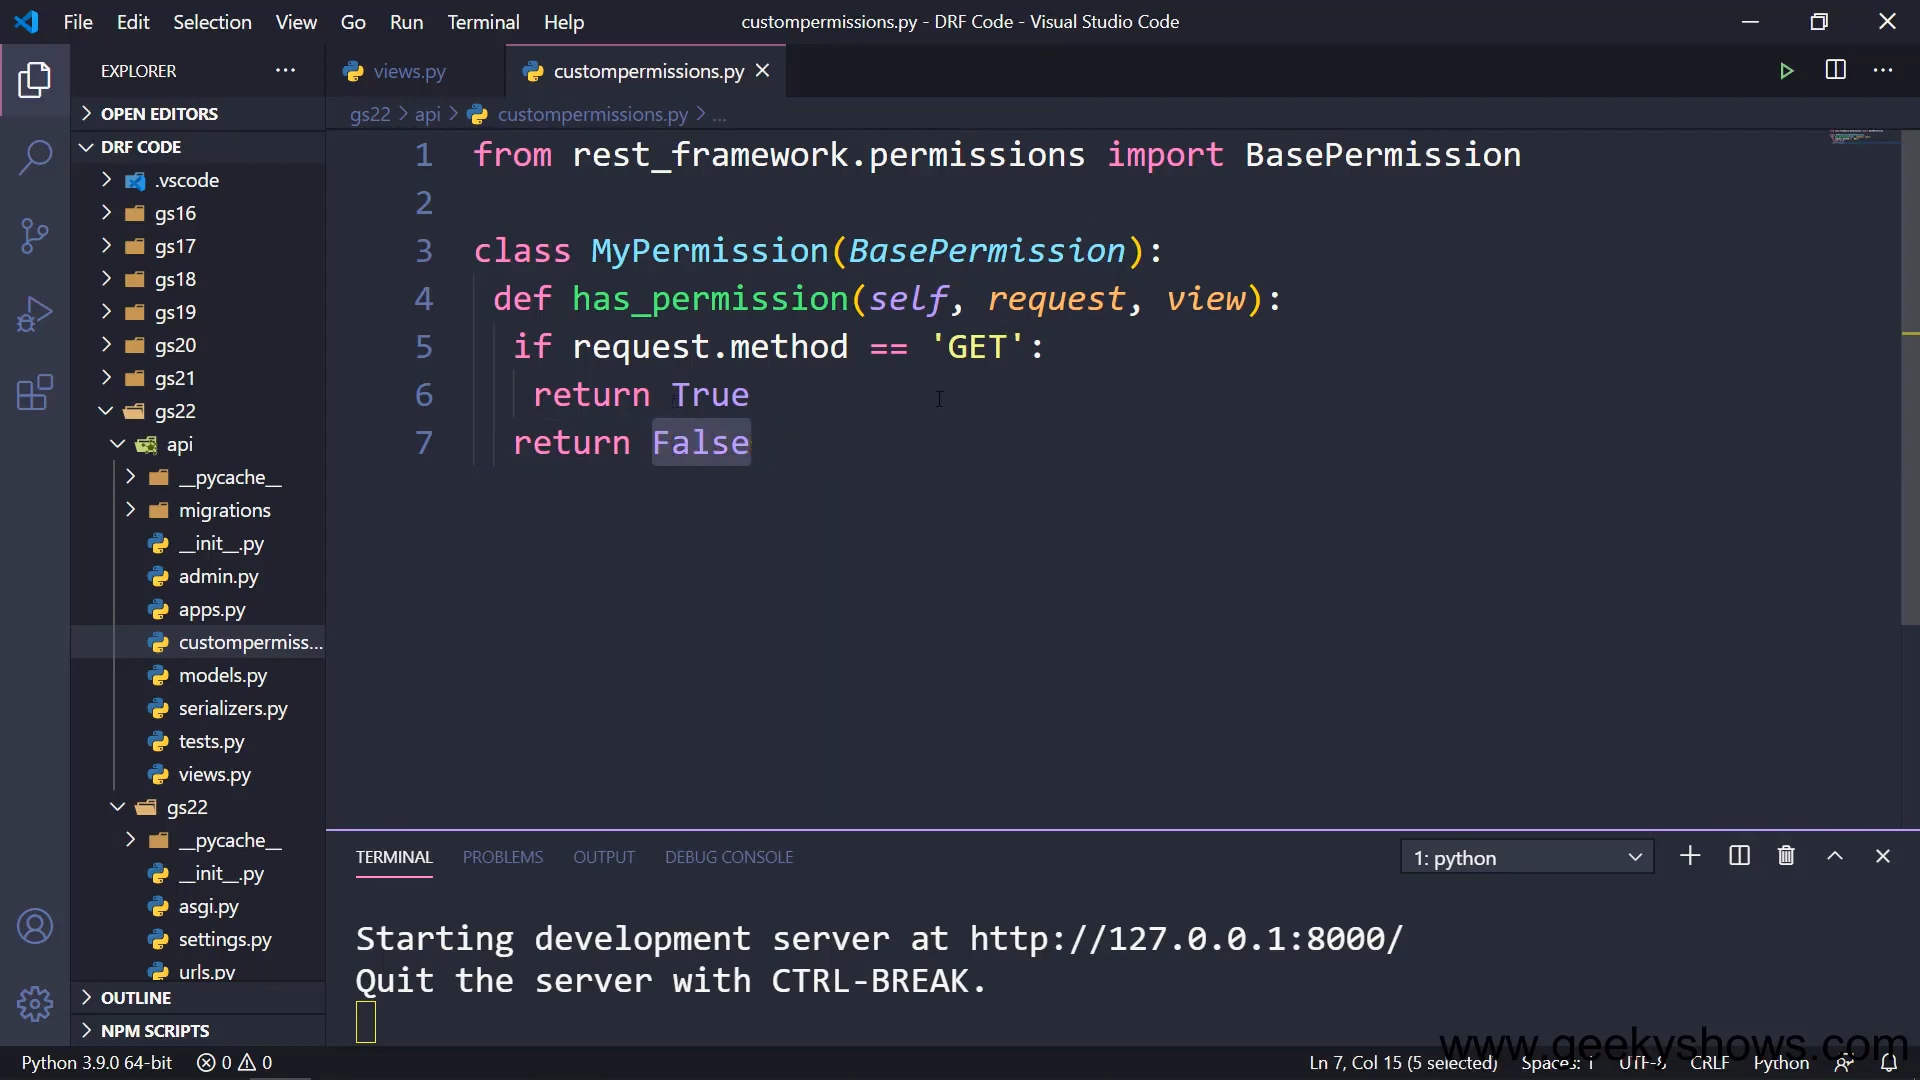 File Edit Selection View Go Run Terminal Help custompermissions.py - DRF Code - Visual Studio Code
EXPLORER
OPEN EDITORS
DRF CODE
.vscode
gs16
gs17
gs18
gs19
gs20
gs21
gs22
api
__pycache__
migrations
__init__.py
admin.py
apps.py
custompermiss...
models.py
serializers.py
tests.py
views.py
gs22
__pycache__
__init__.py
asgi.py
settings.py
urls.py
OUTLINE
NPM SCRIPTS
views.py custompermissions.py
gs22 > api > custompermissions.py > ...
1 from rest_framework.permissions import BasePermission
2
3 class MyPermission(BasePermission):
4 def has_permission(self, request, view):
5 if request.method == 'GET':
6 return True
7 return False
TERMINAL PROBLEMS OUTPUT DEBUG CONSOLE 1: python
Starting development server at http://127.0.0.1:8000/
Quit the server with CTRL-BREAK.
www.geekyshows.com
Python 3.9.0 64-bit 0 0 Ln 7, Col 15 (5 selected) Spaces: 1 UTF-8 CRLF Python